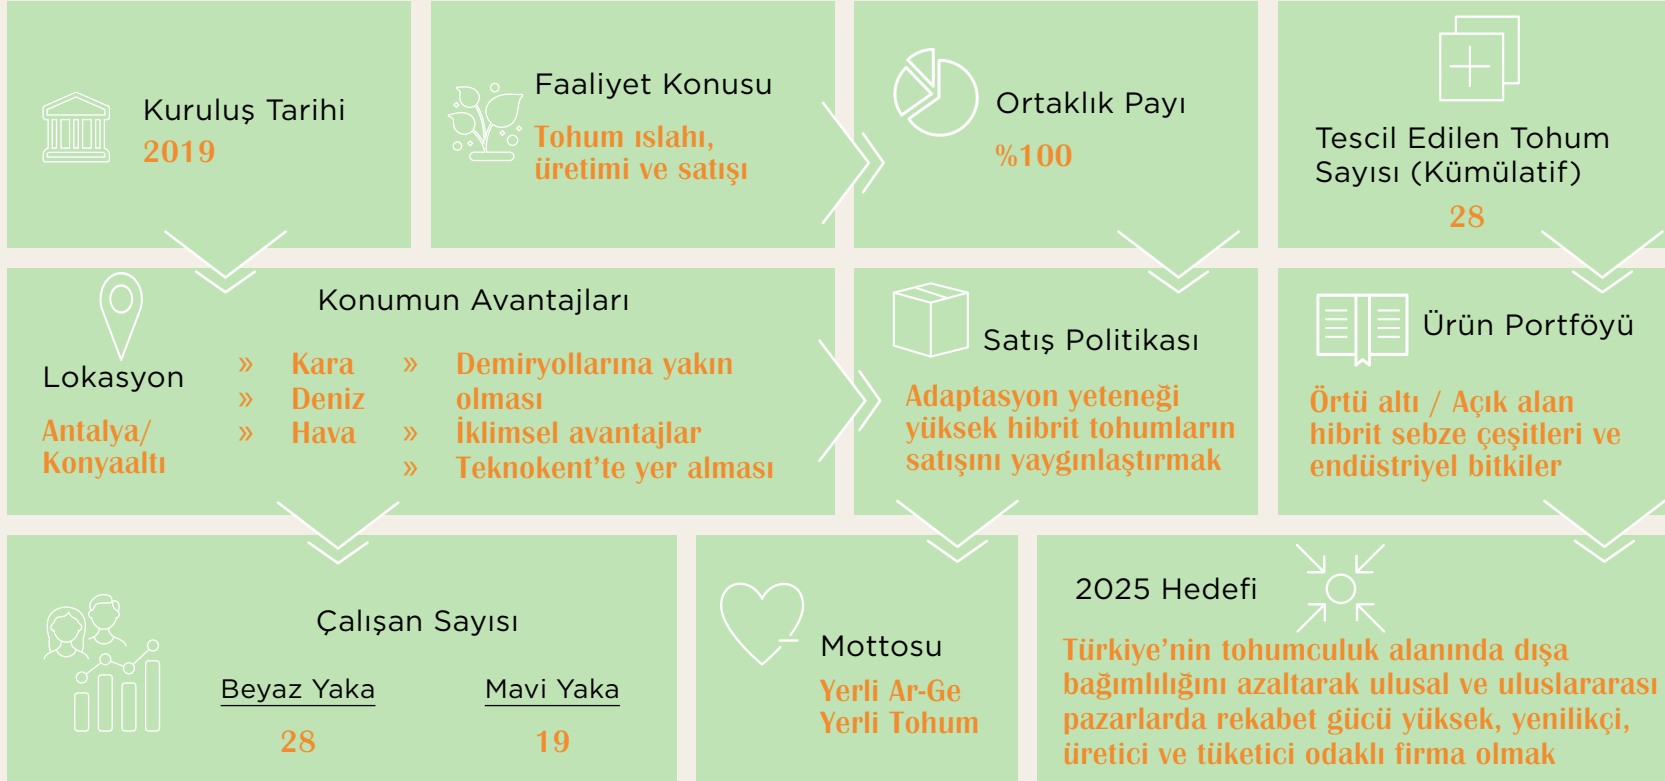 Kuruluş Tarihi
2019
Faaliyet Konusu
Tohum ıslahı,
üretimi ve satışı
Ortaklık Payı
%100
Tescil Edilen Tohum
Sayısı (Kümülatif)
28
Lokasyon
Antalya/
Konyaaltı
Konumun Avantajları
» Kara
» Deniz
» Hava
» Demiryollarına yakın
olması
» İklimsel avantajlar
» Teknokent’te yer alması
Satış Politikası
Adaptasyon yeteneği
yüksek hibrit tohumların
satışını yaygınlaştırmak
Ürün Portföyü
Örtü altı / Açık alan
hibrit sebze çeşitleri ve
endüstriyel bitkiler
Çalışan Sayısı
Beyaz Yaka
28
Mavi Yaka
19
Mottosu
Yerli Ar-Ge
Yerli Tohum
2025 Hedefi
Türkiye’nin tohumculuk alanında dışa
bağımlılığını azaltarak ulusal ve uluslararası
pazarlarda rekabet gücü yüksek, yenilikçi,
üretici ve tüketici odaklı firma olmak